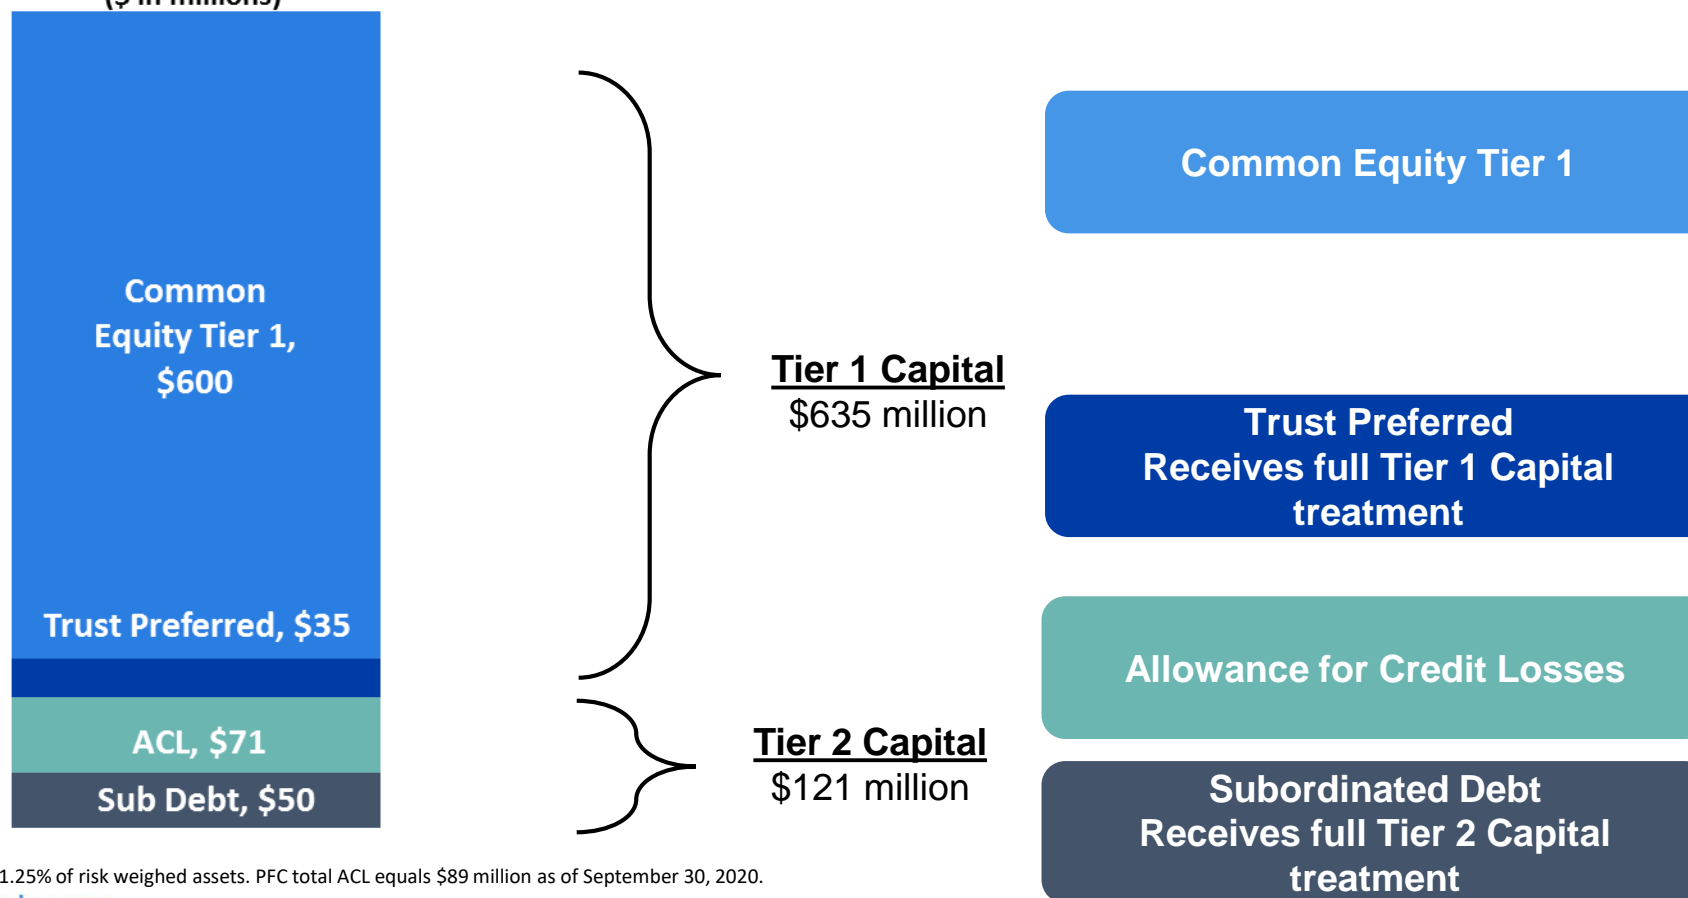 ($ in millions)
Common
Equity Tier 1,
$600
Trust Preferred, $35
ACL, $71
Sub Debt, $50
Tier 1 Capital
$635 million
Tier 2 Capital
$121 million
Common Equity Tier 1
Trust Preferred
Receives full Tier 1 Capital
treatment
Allowance for Credit Losses
Subordinated Debt
Receives full Tier 2 Capital
treatment
1.25% of risk weighed assets. PFC total ACL equals $89 million as of September 30, 2020.